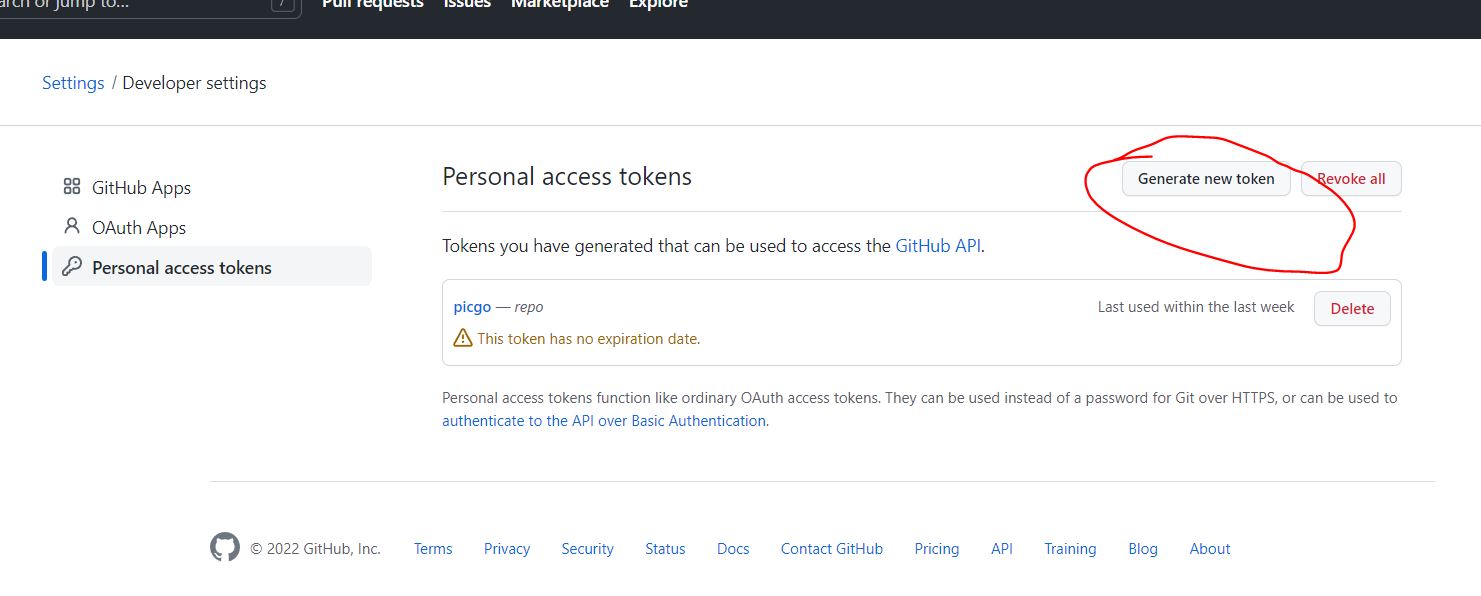 or jump to... /
Pull requests Issues Marketplace Explore
Settings / Developer settings
GitHub Apps
OAuth Apps
Personal access tokens
Personal access tokens
Generate new token
Revoke all
Tokens you have generated that can be used to access the GitHub API.
picgo — repo
Last used within the last week
Delete
This token has no expiration date.
Personal access tokens function like ordinary OAuth access tokens. They can be used instead of a password for Git over HTTPS, or can be used to
authenticate to the API over Basic Authentication.
© 2022 GitHub, Inc. Terms Privacy Security Status Docs Contact GitHub Pricing API Training Blog About